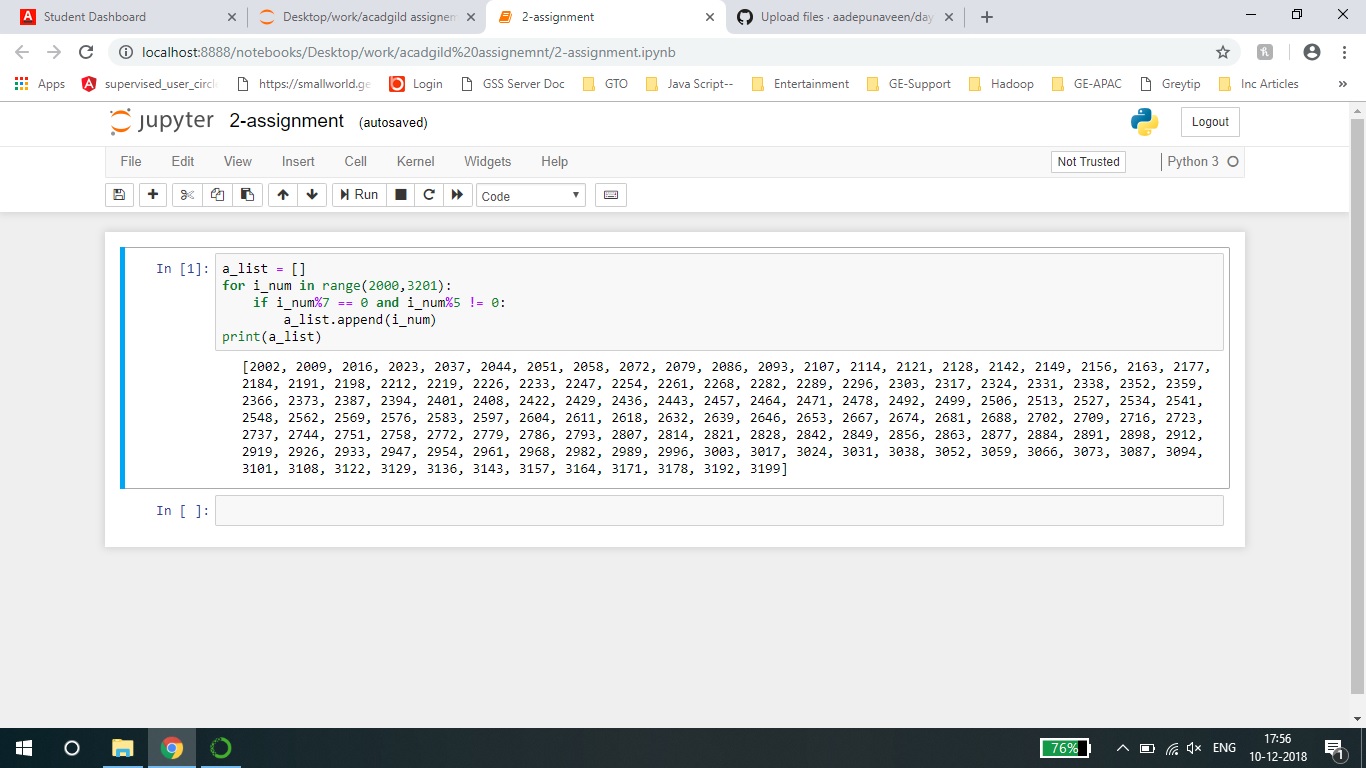 A Student Dashboard
Desktop/work/acadgild assignem
2-assignment
Upload files · aadepunaveen/day
localhost:8888/notebooks/Desktop/work/acadgild%20assignemnt/2-assignment.ipynb
Apps
supervised_user_circl
https://smallworld.ge
Login
GSS Server Doc
GTO
Java Script--
Entertainment
GE-Support
Hadoop
GE-APAC
Greytip
Inc Articles
»
jupyter 2-assignment (autosaved)
Logout
File Edit View Insert Cell Kernel Widgets Help
Not Trusted
Python 3
Run
Code
In [1]:
a_list = []
for i_num in range(2000,3201):
    if i_num%7 == 0 and i_num%5 != 0:
        a_list.append(i_num)
print(a_list)
[2002, 2009, 2016, 2023, 2037, 2044, 2051, 2058, 2072, 2079, 2086, 2093, 2107, 2114, 2121, 2128, 2142, 2149, 2156, 2163, 2177,
2184, 2191, 2198, 2212, 2219, 2226, 2233, 2247, 2254, 2261, 2268, 2282, 2289, 2296, 2303, 2317, 2324, 2331, 2338, 2352, 2359,
2366, 2373, 2387, 2394, 2401, 2408, 2422, 2429, 2436, 2443, 2457, 2464, 2471, 2478, 2492, 2499, 2506, 2513, 2527, 2534, 2541,
2548, 2562, 2569, 2576, 2583, 2597, 2604, 2611, 2618, 2632, 2639, 2646, 2653, 2667, 2674, 2681, 2688, 2702, 2709, 2716, 2723,
2737, 2744, 2751, 2758, 2772, 2779, 2786, 2793, 2807, 2814, 2821, 2828, 2842, 2849, 2856, 2863, 2877, 2884, 2891, 2898, 2912,
2919, 2926, 2933, 2947, 2954, 2961, 2968, 2982, 2989, 2996, 3003, 3017, 3024, 3031, 3038, 3052, 3059, 3066, 3073, 3087, 3094,
3101, 3108, 3122, 3129, 3136, 3143, 3157, 3164, 3171, 3178, 3192, 3199]
In [ ]:
76%
ENG
17:56
10-12-2018
1